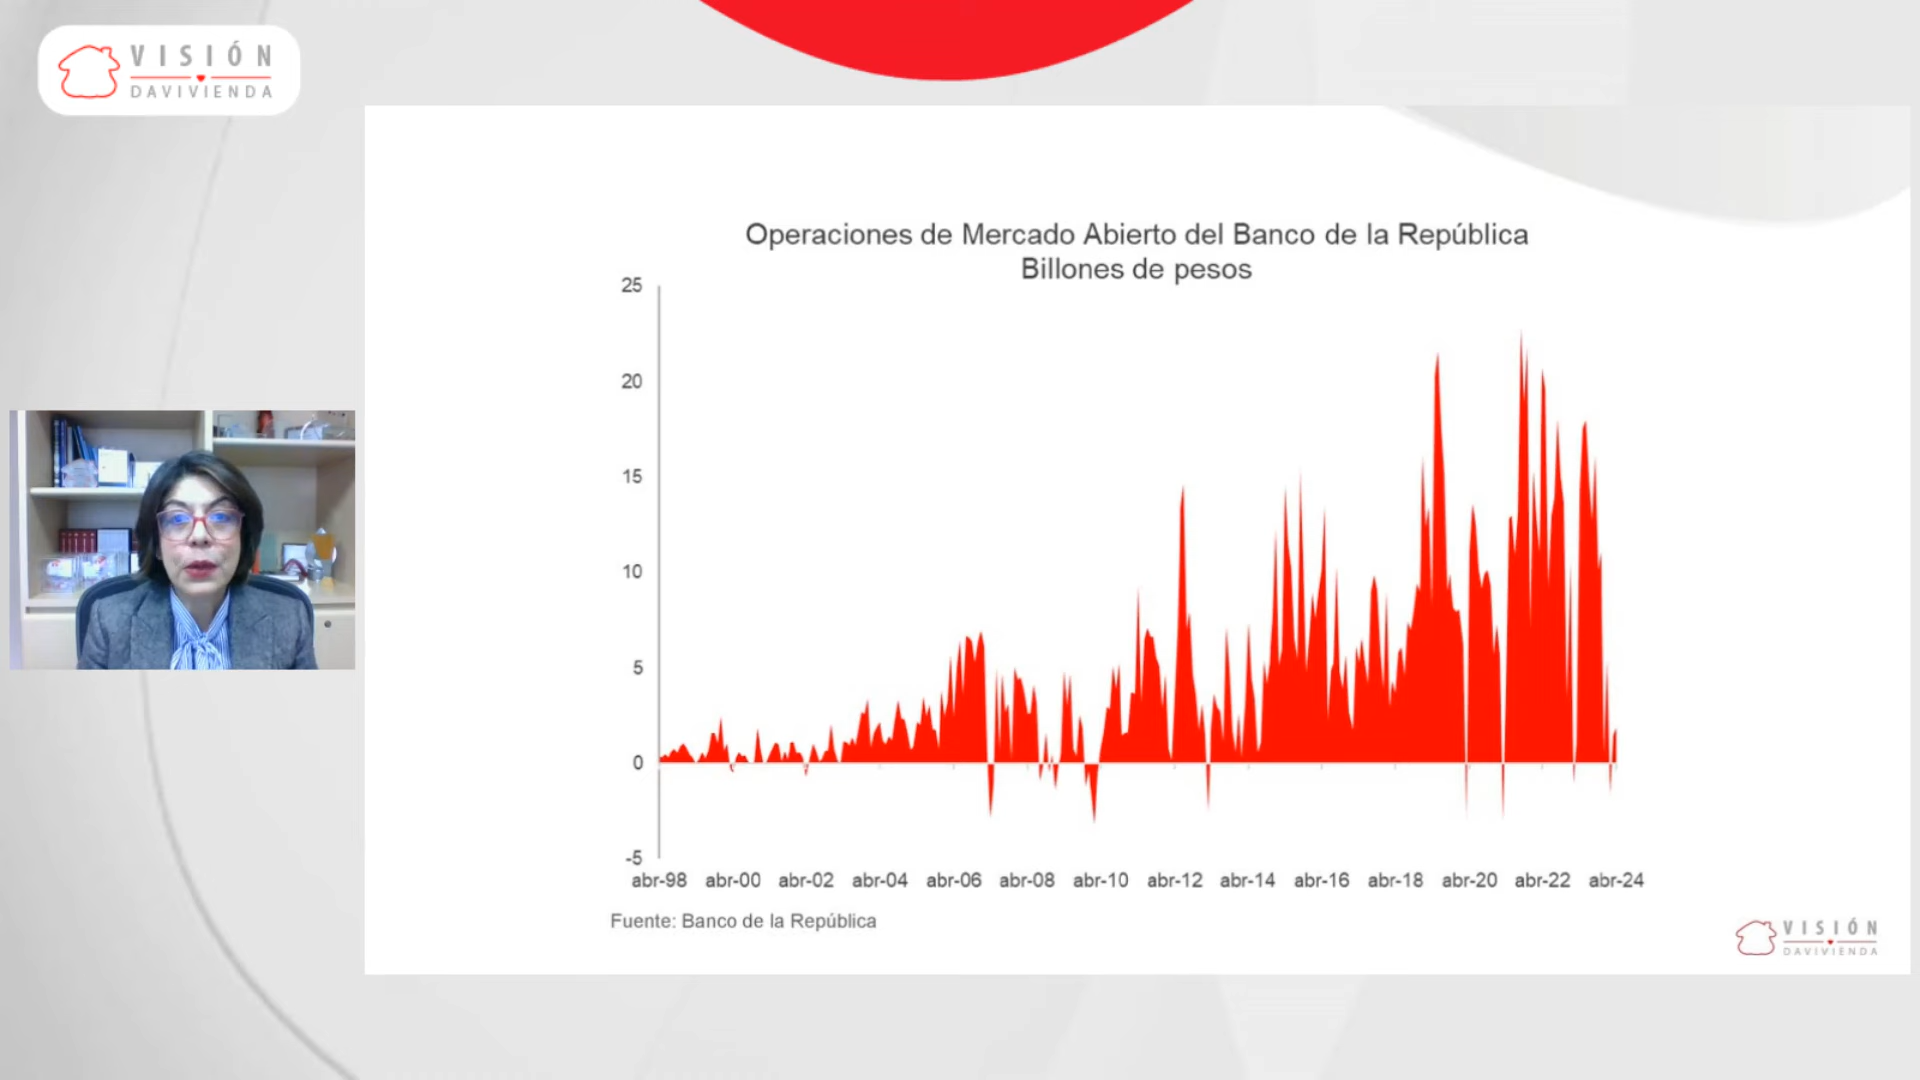 VISIÓN
DAVIVIENDA
Operaciones de Mercado Abierto del Banco de la República
Billones de pesos
25
20
15
10
5
0
-5
abr-98 abr-00 abr-02 abr-04 abr-06 abr-08 abr-10 abr-12 abr-14 abr-16 abr-18 abr-20 abr-22 abr-24
Fuente: Banco de la República
VISIÓN
DAVIVIENDA